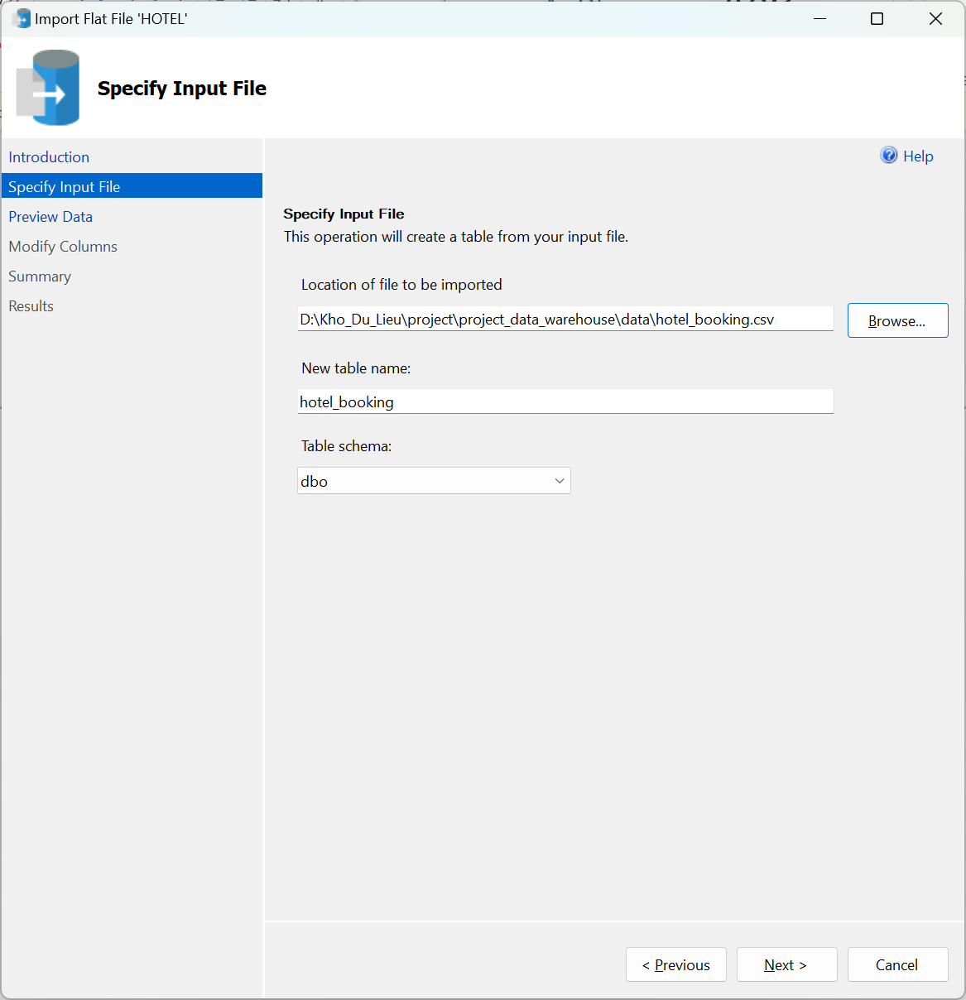 Import Flat File 'HOTEL'
Specify Input File
Introduction
Specify Input File
Preview Data
Modify Columns
Summary
Results
Help
Specify Input File
This operation will create a table from your input file.
Location of file to be imported
D:\Kho_Du_Lieu\project\project_data_warehouse\data\hotel_booking.csv
Browse...
New table name:
hotel_booking
Table schema:
dbo
< Previous
Next >
Cancel